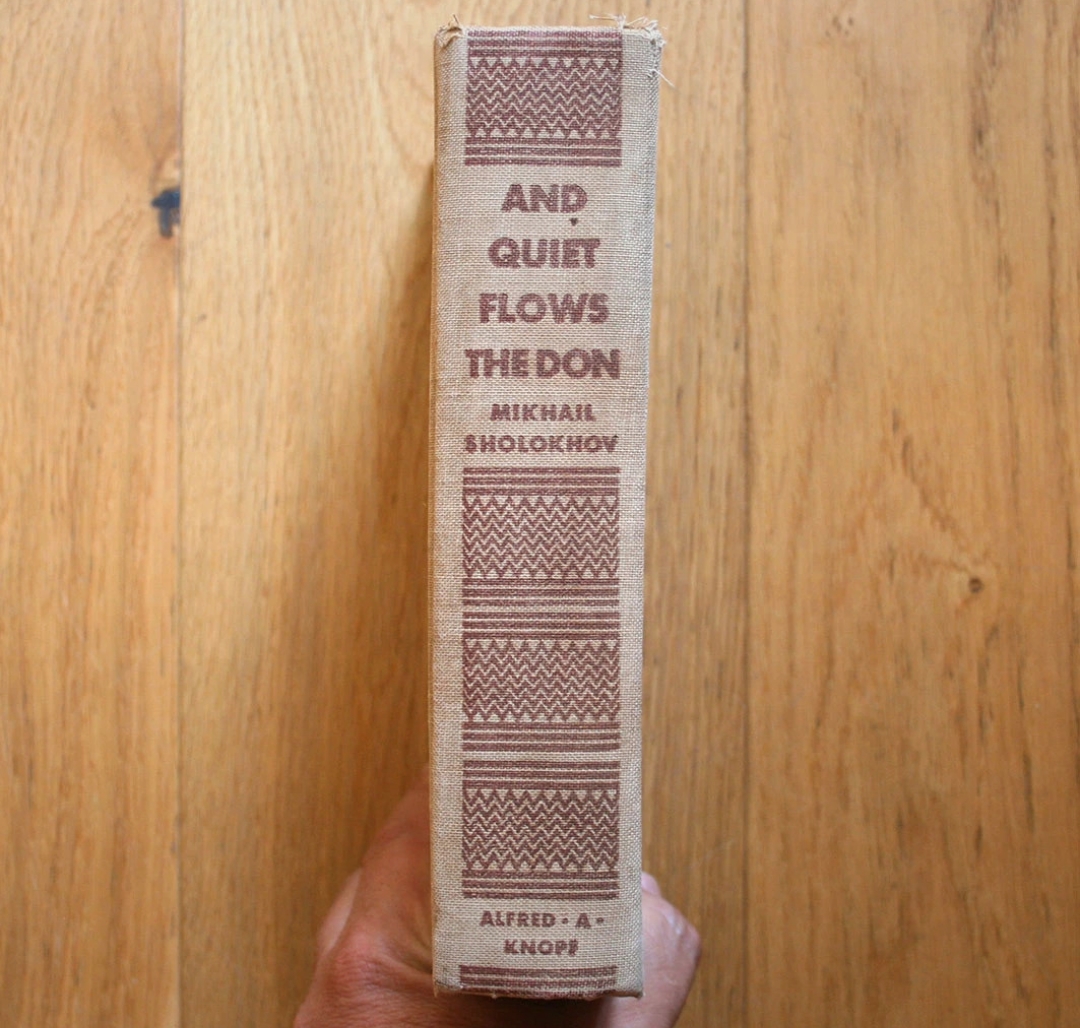 AND
QUIET
FLOWS
THE DON
MIKHAIL
SHOLOKHOV
ALFRED · A ·
KNOPF